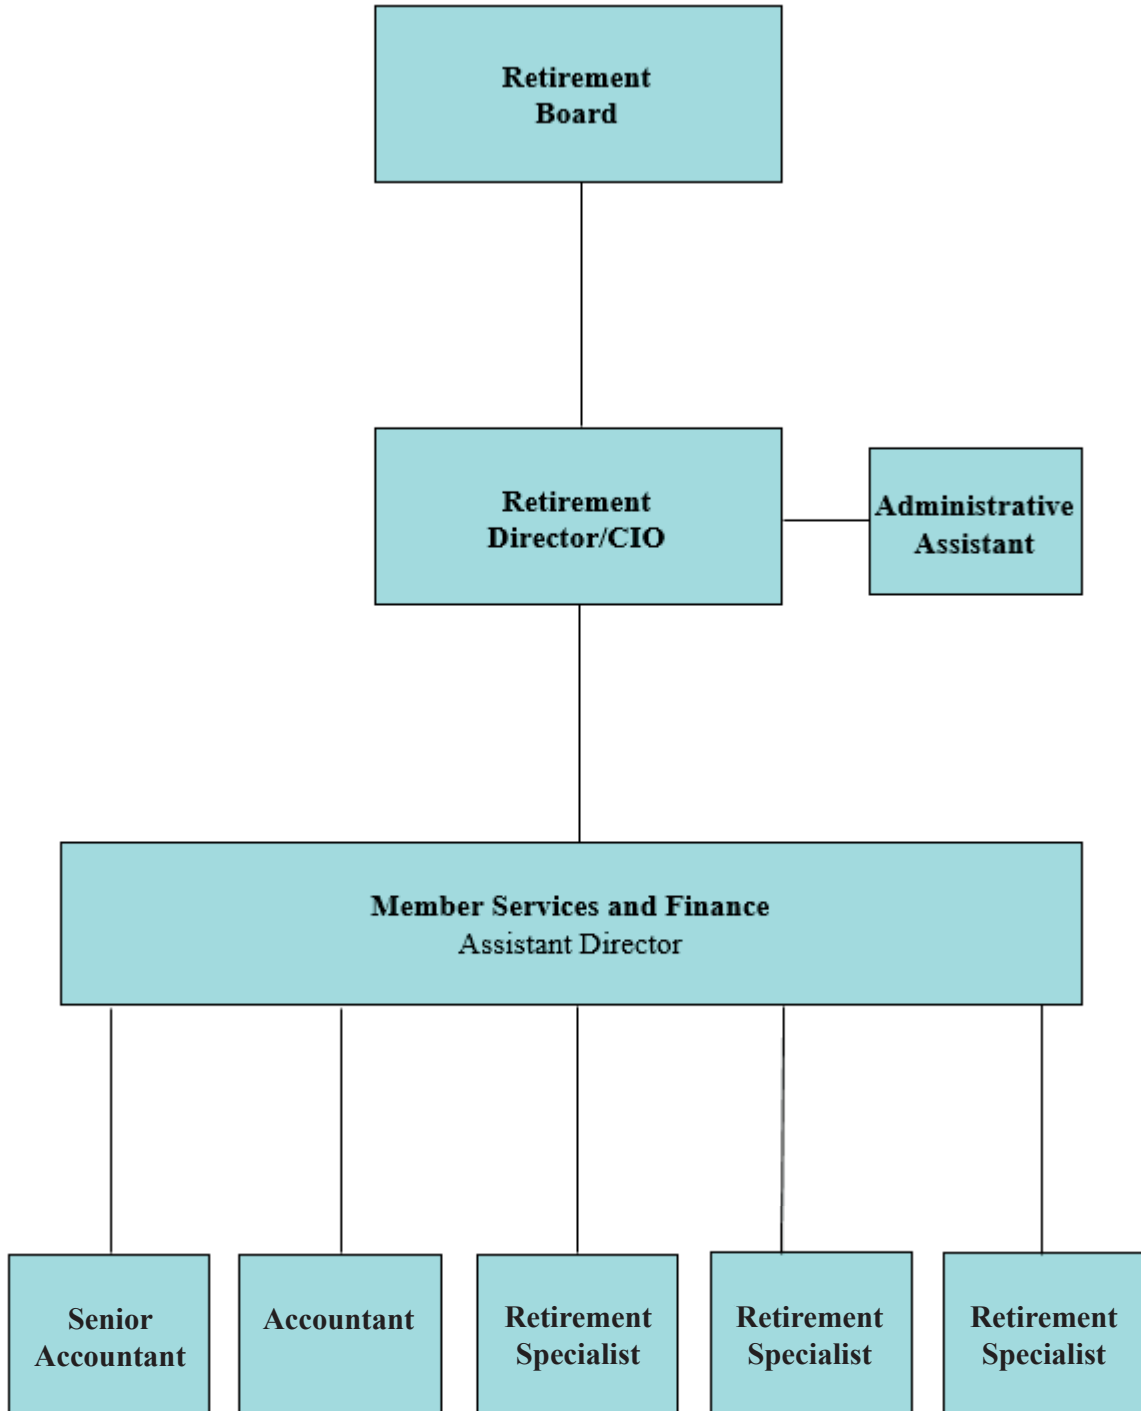 Retirement
Board
Retirement
Director/CIO
Administrative
Assistant
Member Services and Finance
Assistant Director
Senior
Accountant
Accountant
Retirement
Specialist
Retirement
Specialist
Retirement
Specialist